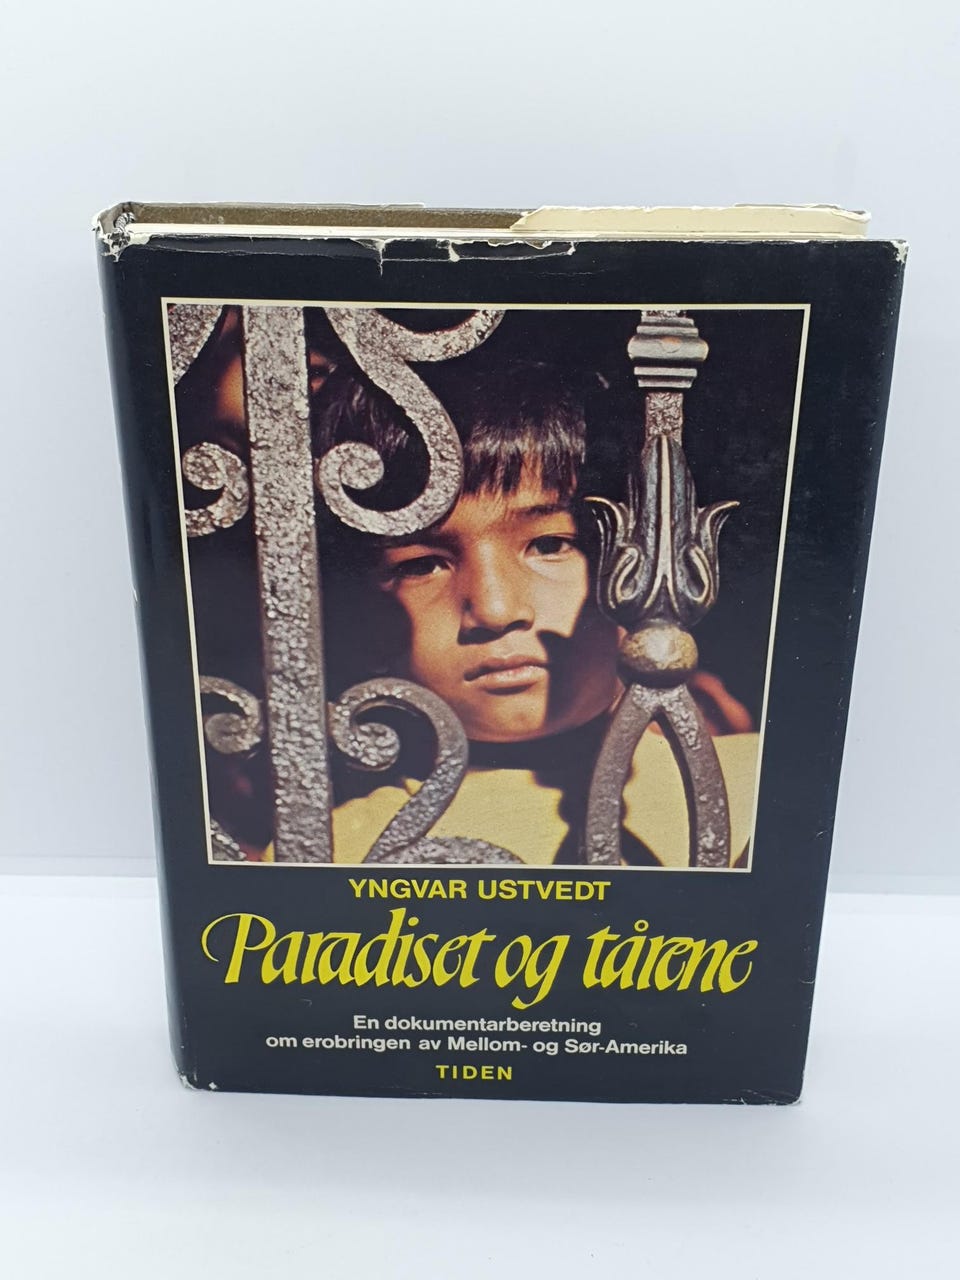 YNGVAR USTVEDT
Paradiset og tårene
En dokumentarberetning
om erobringen av Mellom- og Sør-Amerika
TIDEN